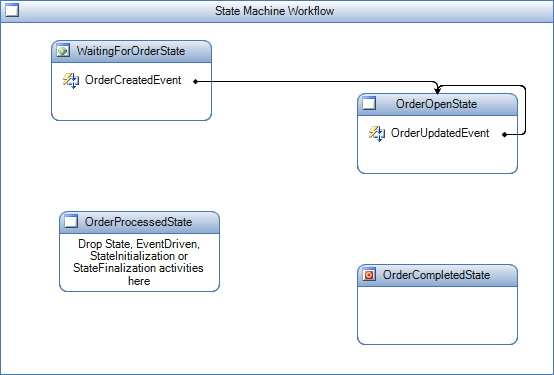 State Machine Workflow
WaitingForOrderState
OrderCreatedEvent
OrderOpenState
OrderUpdatedEvent
OrderProcessedState
Drop State, EventDriven,
StateInitialization or
StateFinalization activities
here
OrderCompletedState